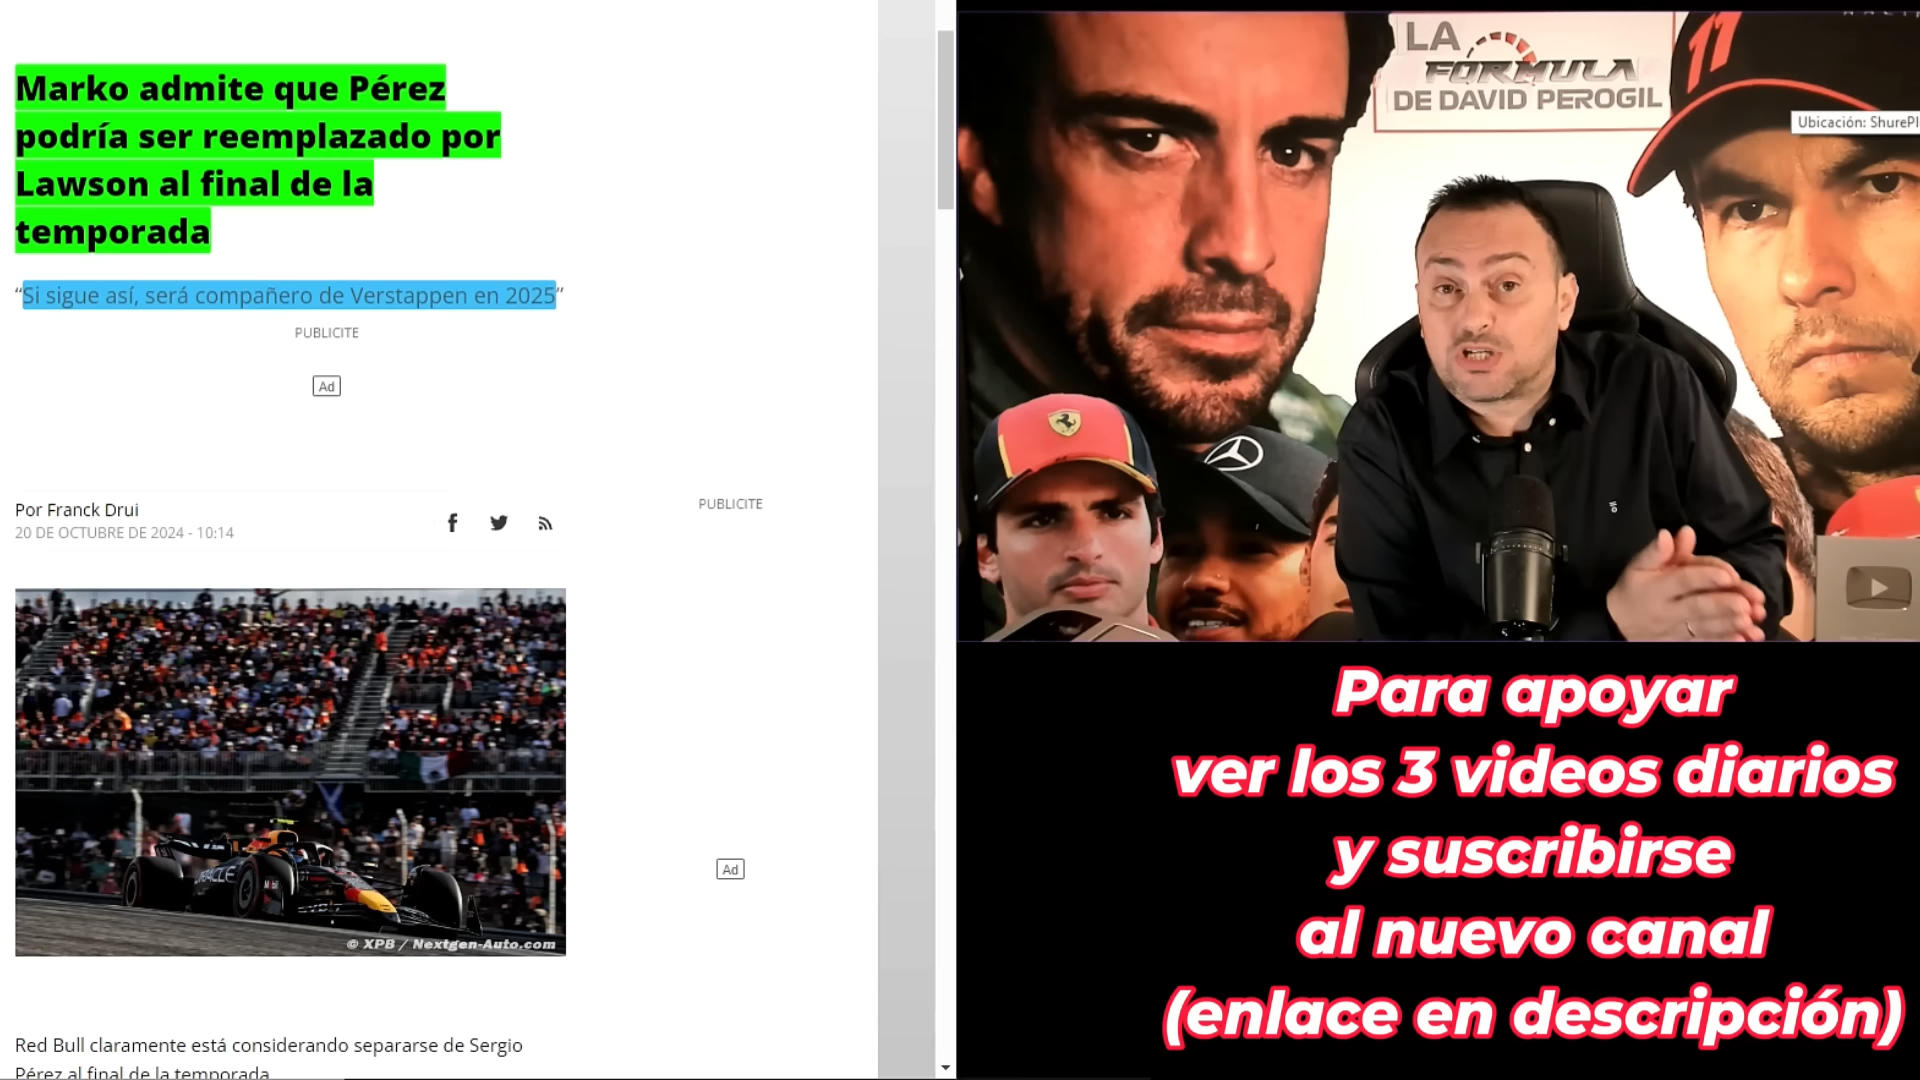 Marko admite que Pérez
podría ser reemplazado por
Lawson al final de la
temporada
“Si sigue así, será compañero de Verstappen en 2025”
PUBLICITE
Ad
Por Franck Drui
20 DE OCTUBRE DE 2024 - 10:14
PUBLICITE
Ad
ORACLE
© XPB / Nextgen-Auto.com
Red Bull claramente está considerando separarse de Sergio
Pérez al final de la temporada
LA
FÓRMULA
DE DAVID PEROGIL
11
Ubicación: ShurePl
Para apoyar
ver los 3 videos diarios
y suscribirse
al nuevo canal
(enlace en descripción)